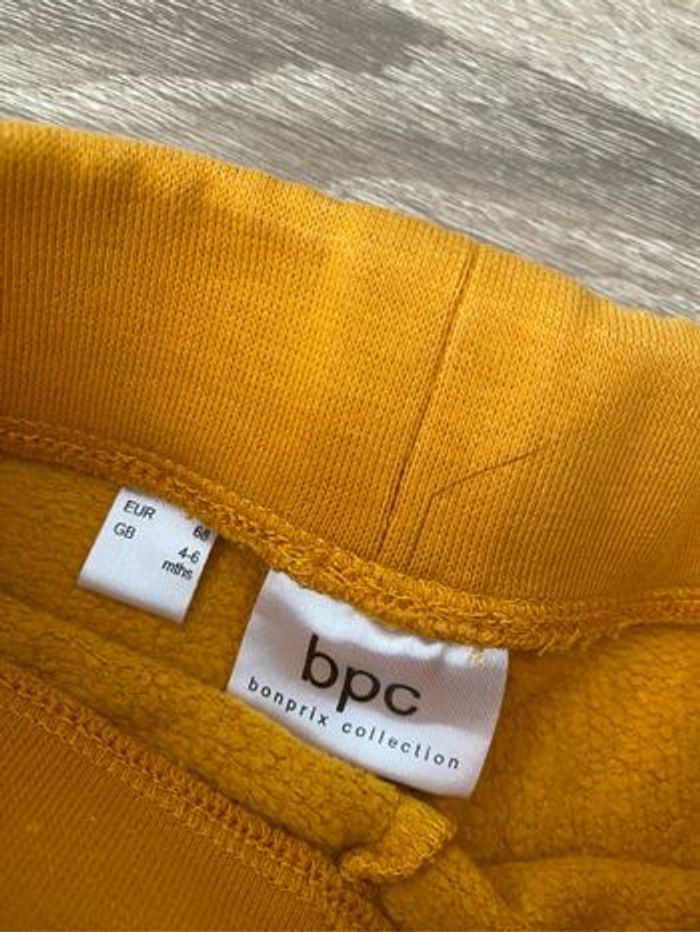 EUR 68
GB 4-6
mths
bpc
bonprix collection